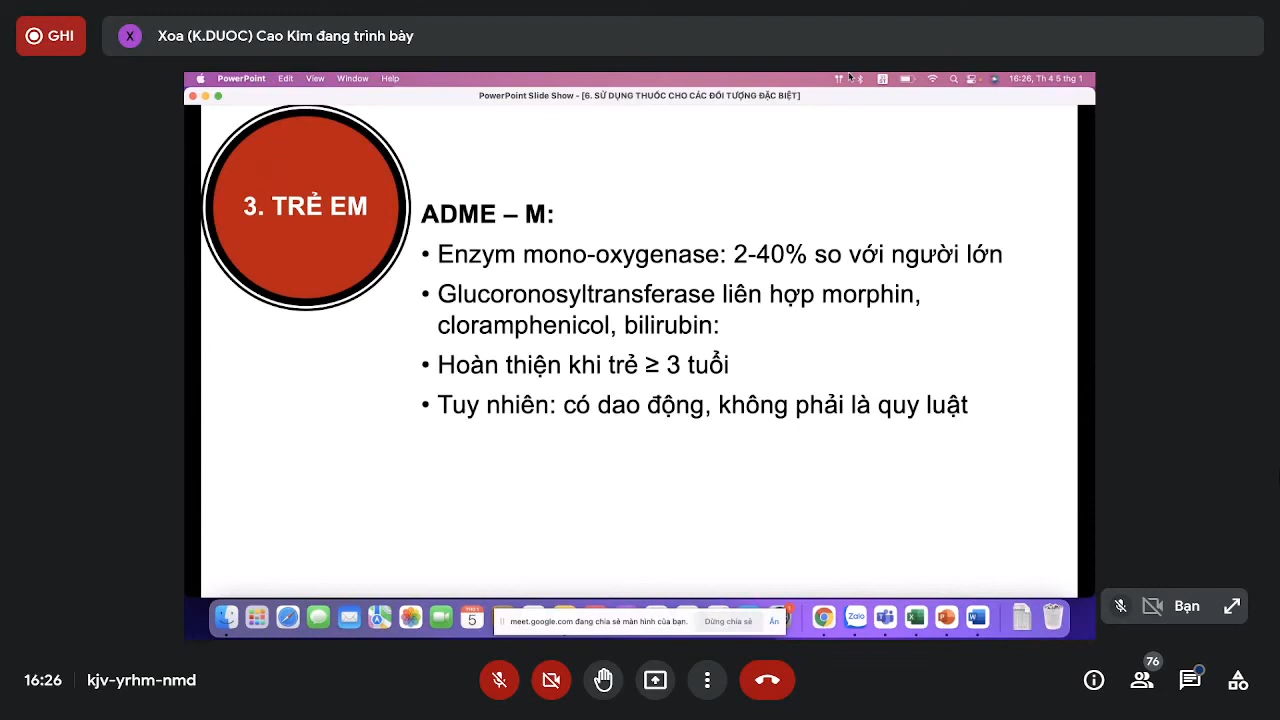 GHI
X
Xoa (K.DUOC) Cao Kim đang trình bày
PowerPoint Edit View Window Help
16:26, Th 4 5 thg 1
PowerPoint Slide Show - [6. SỬ DỤNG THUỐC CHO CÁC ĐỐI TƯỢNG ĐẶC BIỆT]
3. TRẺ EM
ADME – M:
• Enzym mono-oxygenase: 2-40% so với người lớn
• Glucoronosyltransferase liên hợp morphin,
cloramphenicol, bilirubin:
• Hoàn thiện khi trẻ ≥ 3 tuổi
• Tuy nhiên: có dao động, không phải là quy luật
5
meet.google.com đang chia sẻ màn hình của bạn.
Dừng chia sẻ
Ẩn
Zalo
Bạn
16:26
kjv-yrhm-nmd
76